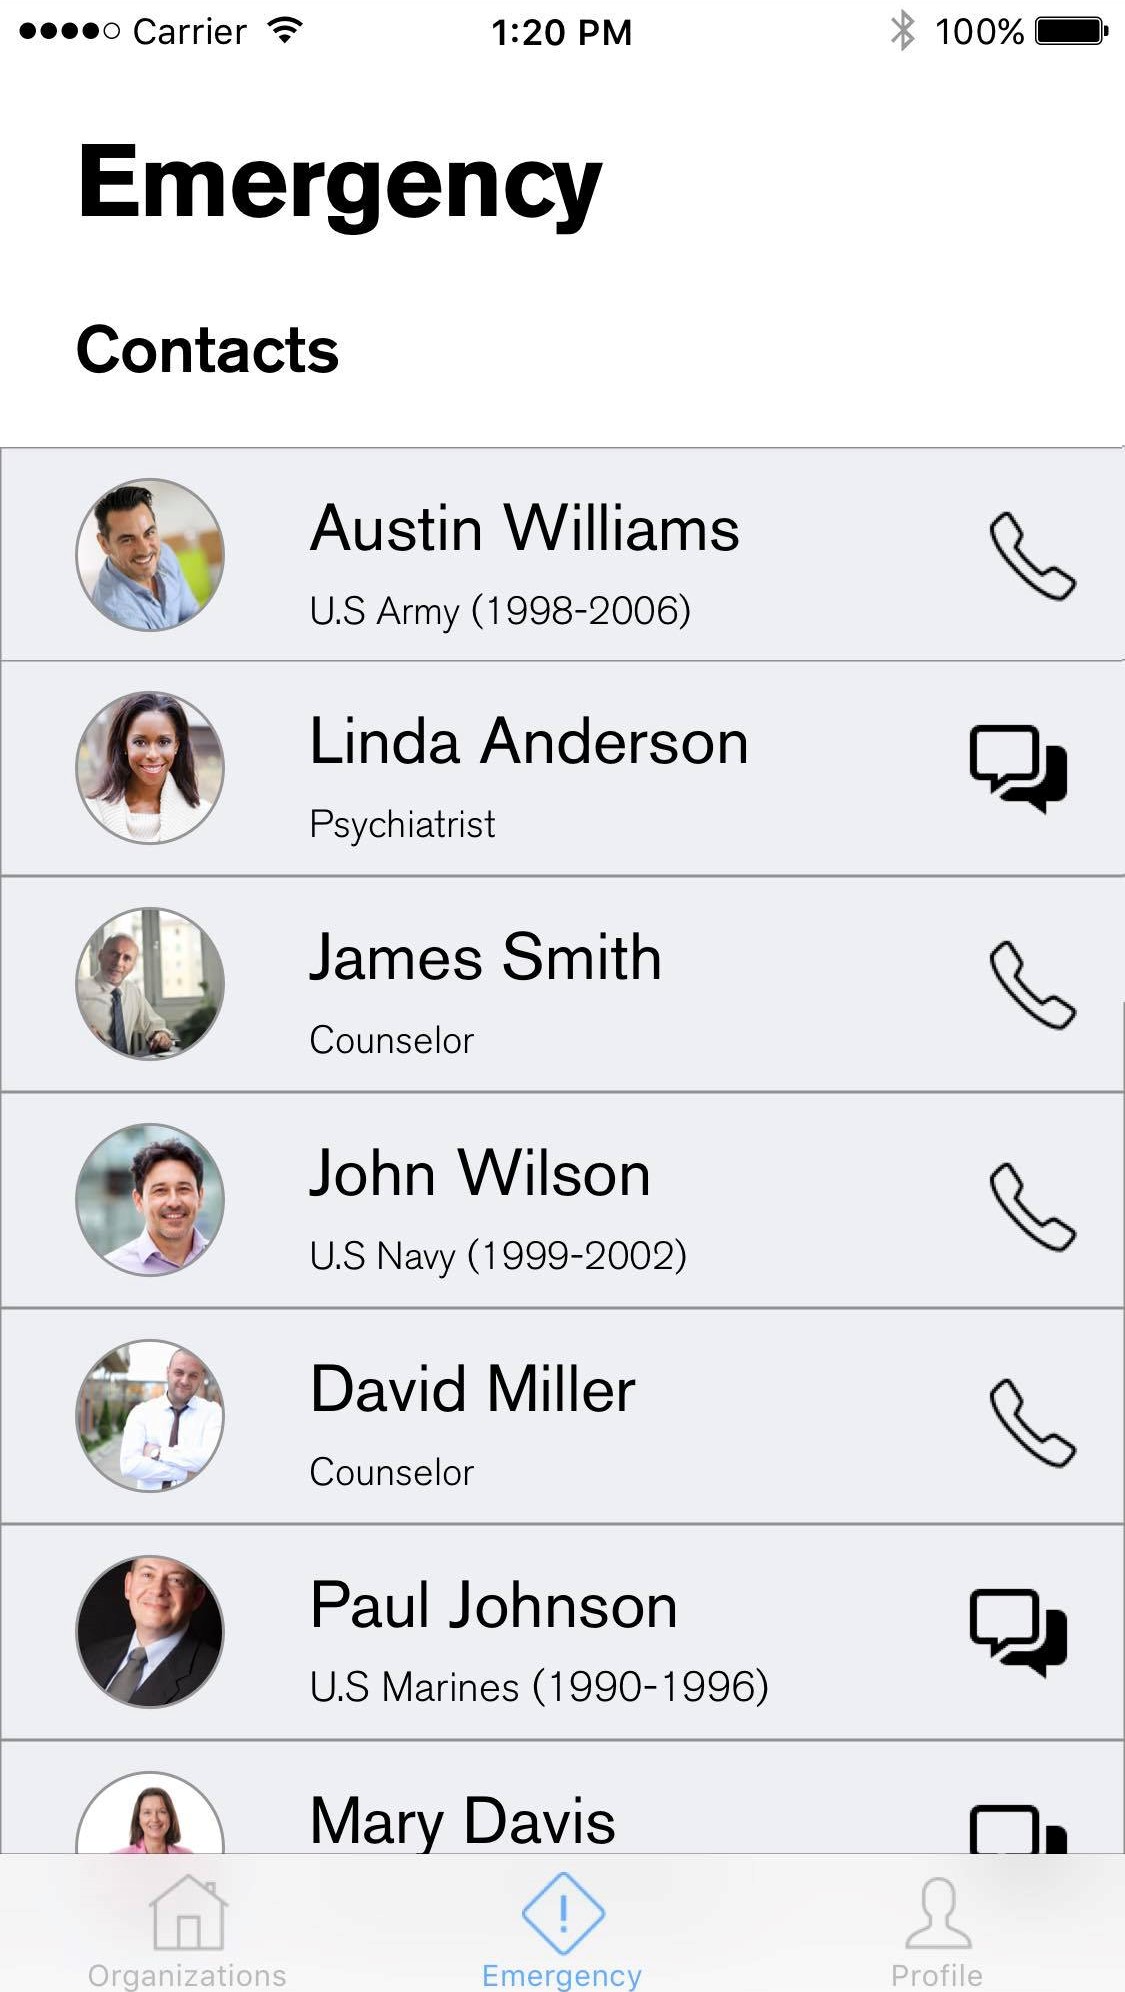 Carrier 1:20 PM 100%
Emergency
Contacts
Austin Williams
U.S Army (1998-2006)
Linda Anderson
Psychiatrist
James Smith
Counselor
John Wilson
U.S Navy (1999-2002)
David Miller
Counselor
Paul Johnson
U.S Marines (1990-1996)
Mary Davis
Organizations Emergency Profile